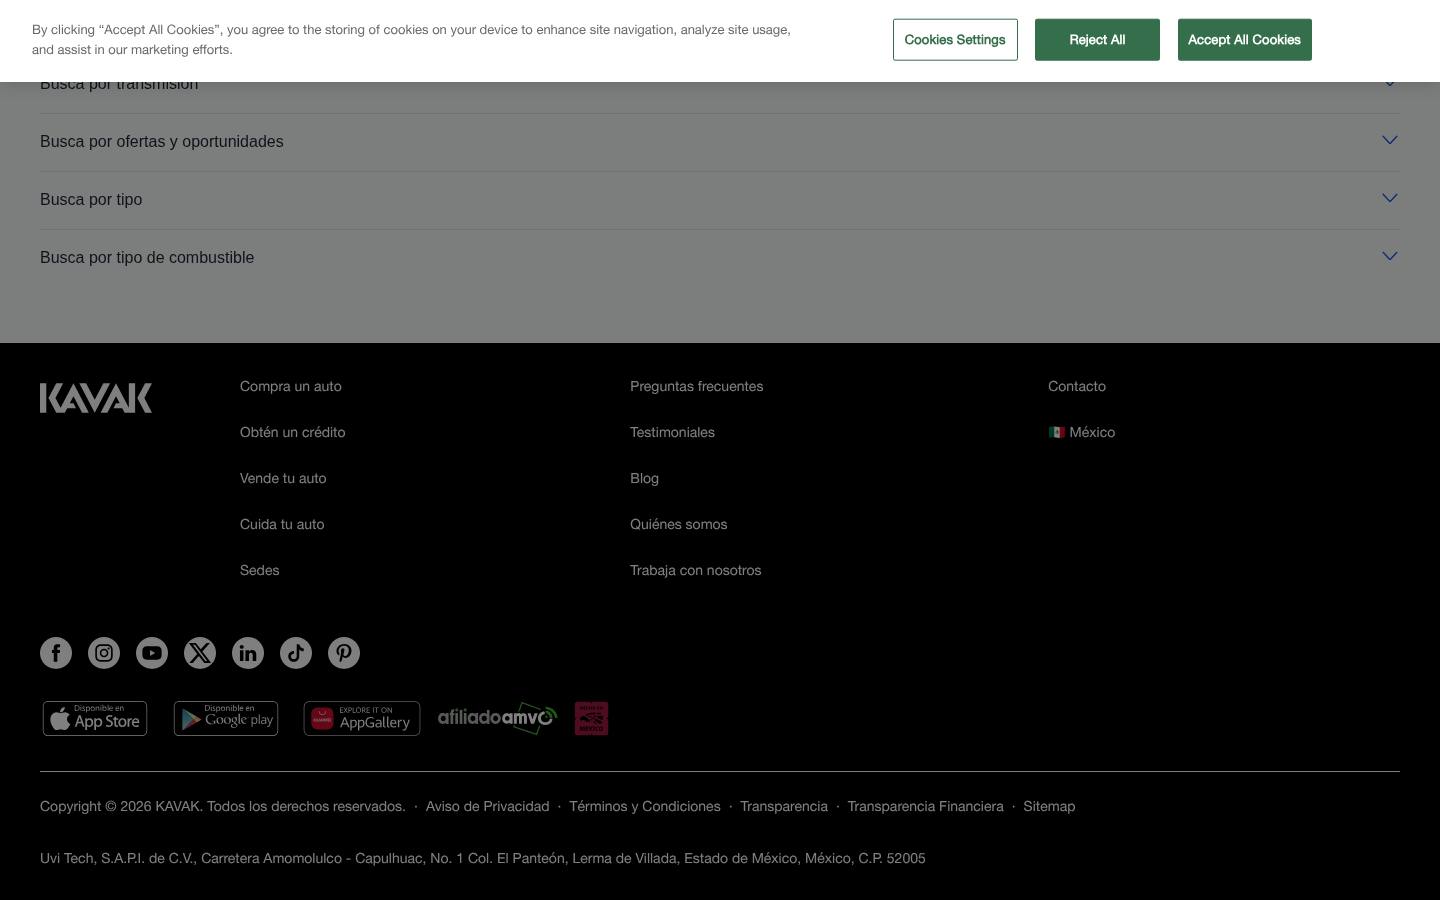 By clicking “Accept All Cookies”, you agree to the storing of cookies on your device to enhance site navigation, analyze site usage,
and assist in our marketing efforts.
Cookies Settings
Reject All
Accept All Cookies
Busca por transmisión
Busca por ofertas y oportunidades
Busca por tipo
Busca por tipo de combustible
KAVAK
Compra un auto
Obtén un crédito
Vende tu auto
Cuida tu auto
Sedes
Preguntas frecuentes
Testimoniales
Blog
Quiénes somos
Trabaja con nosotros
Contacto
🇲🇽 México
Disponible en
App Store
Disponible en
Google play
EXPLORE IT ON
AppGallery
afiliadoamvo
Copyright © 2026 KAVAK. Todos los derechos reservados. · Aviso de Privacidad · Términos y Condiciones · Transparencia · Transparencia Financiera · Sitemap
Uvi Tech, S.A.P.I. de C.V., Carretera Amomolulco - Capulhuac, No. 1 Col. El Panteón, Lerma de Villada, Estado de México, México, C.P. 52005